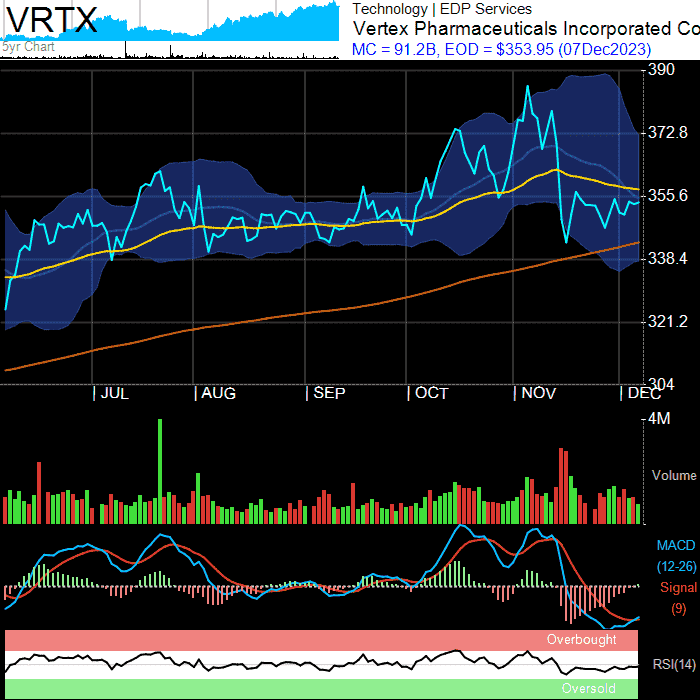 VRTX
5yr Chart
Technology | EDP Services
Vertex Pharmaceuticals Incorporated Co
MC = 91.2B, EOD = $353.95 (07Dec2023)
390
372.8
355.6
338.4
321.2
304
JUL AUG SEP OCT NOV DEC
4M
Volume
MACD
(12-26)
Signal
(9)
Overbought
RSI(14)
Oversold